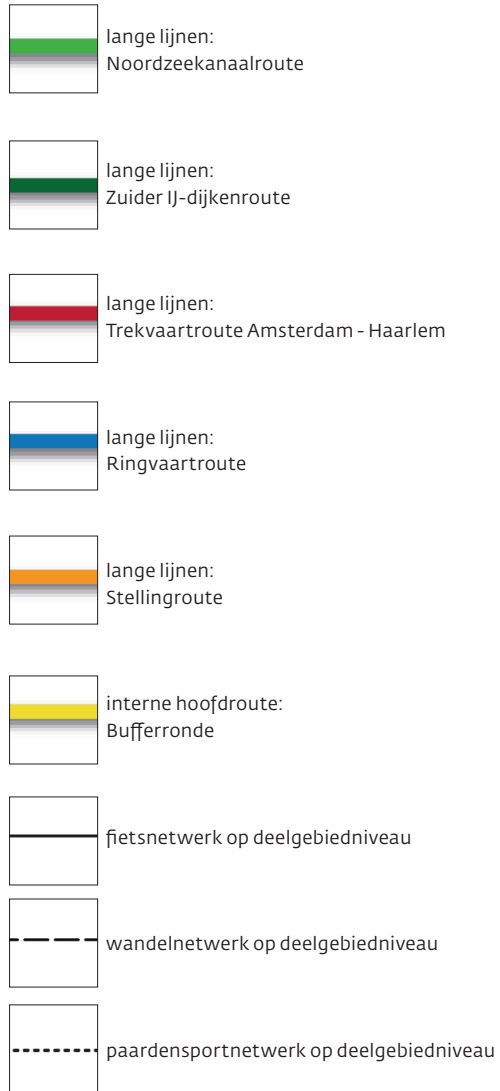 lange lijnen:
Noordzeekanaalroute
lange lijnen:
Zuider IJ-dijkenroute
lange lijnen:
Trekvaartroute Amsterdam - Haarlem
lange lijnen:
Ringvaartroute
lange lijnen:
Stellingroute
interne hoofdroute:
Bufferronde
fietsnetwerk op deelgebiedniveau
wandelnetwerk op deelgebiedniveau
paardensportnetwerk op deelgebiedniveau